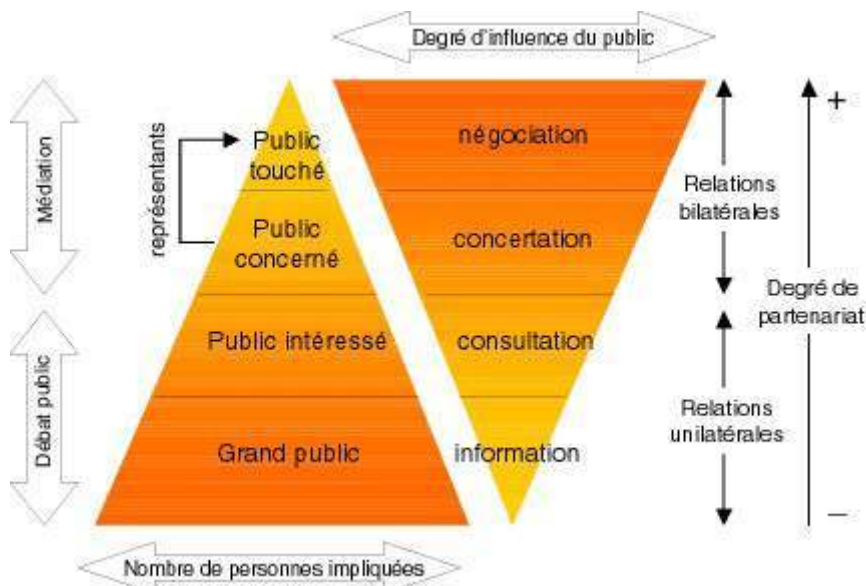 Degré d'influence du public
Médiation
Débat public
représentants
Public
touché
Public
concerné
Public intéressé
Grand public
négociation
concertation
consultation
information
Relations
bilatérales
Relations
unilatérales
+
Degré de
partenariat
–
Nombre de personnes impliquées